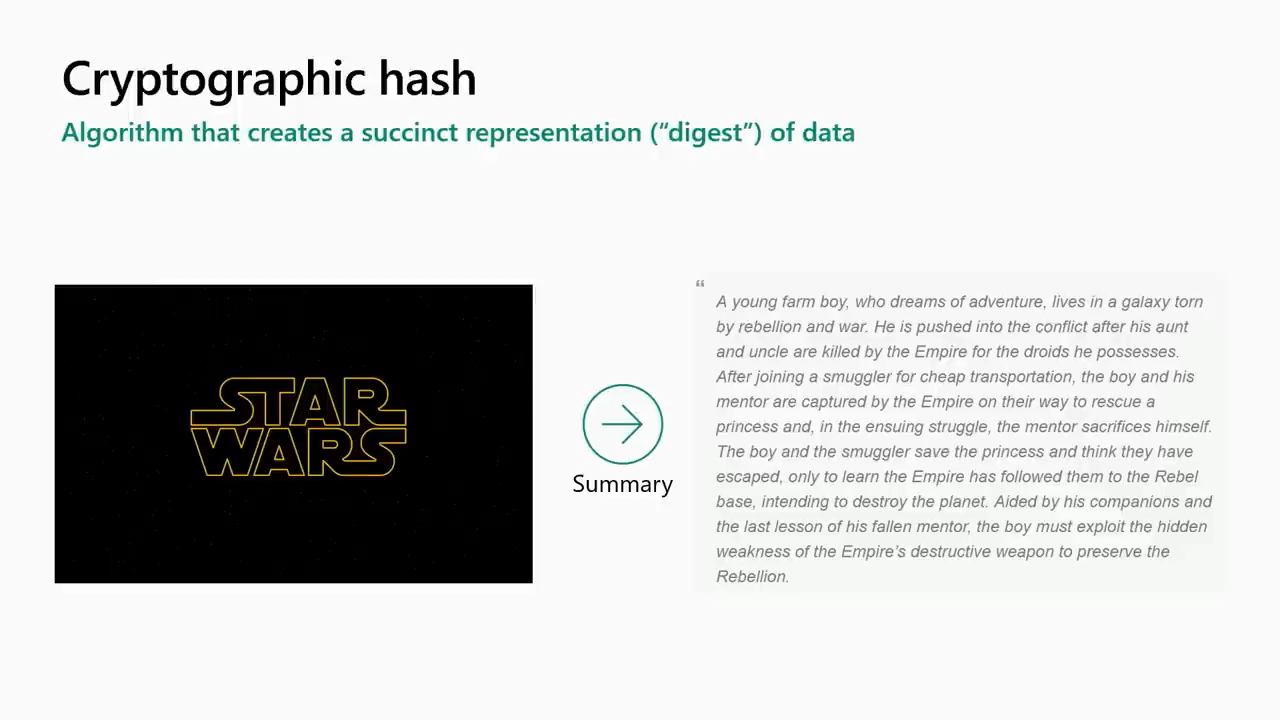 Cryptographic hash
Algorithm that creates a succinct representation (“digest”) of data
STAR
WARS
Summary
“
A young farm boy, who dreams of adventure, lives in a galaxy torn
by rebellion and war. He is pushed into the conflict after his aunt
and uncle are killed by the Empire for the droids he possesses.
After joining a smuggler for cheap transportation, the boy and his
mentor are captured by the Empire on their way to rescue a
princess and, in the ensuing struggle, the mentor sacrifices himself.
The boy and the smuggler save the princess and think they have
escaped, only to learn the Empire has followed them to the Rebel
base, intending to destroy the planet. Aided by his companions and
the last lesson of his fallen mentor, the boy must exploit the hidden
weakness of the Empire’s destructive weapon to preserve the
Rebellion.